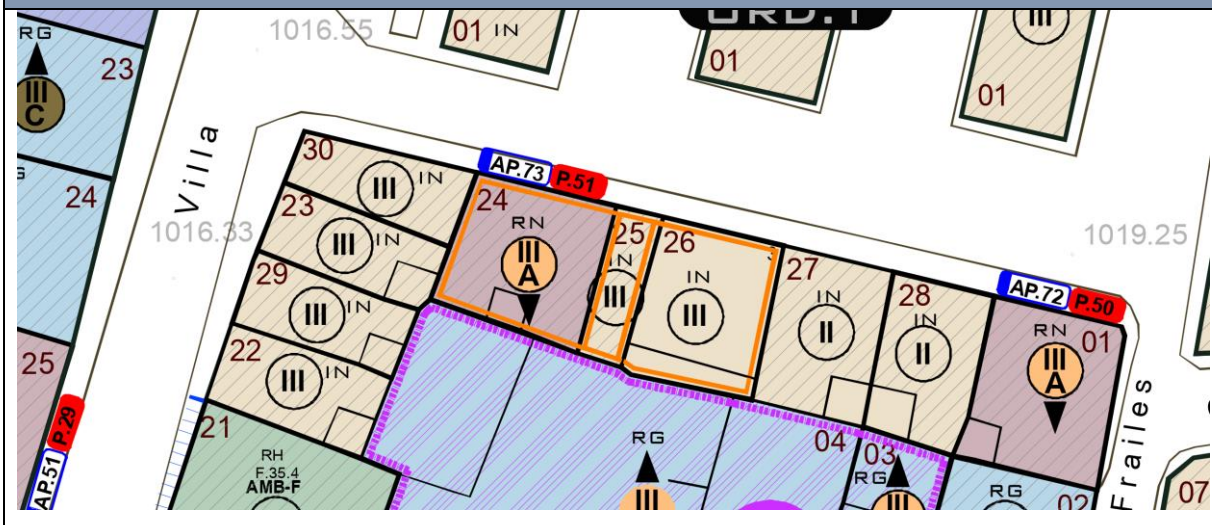 ORD.1
RG
III
C
23
1016.55
01 IN
01
III
01
Villa
30
III IN
AP.73 P.51
24
RN
III
A
25
IN
III
26
IN
III
27
IN
II
28
IN
II
AP.72 P.50
RN
01
III
A
24
1016.33
23
III IN
1019.25
29
III IN
22
III IN
25
AP.51 P.29
21
RH
F.35.4
AMB-F
RG
III
04
03
RG
III
RG
02
Frailes
07